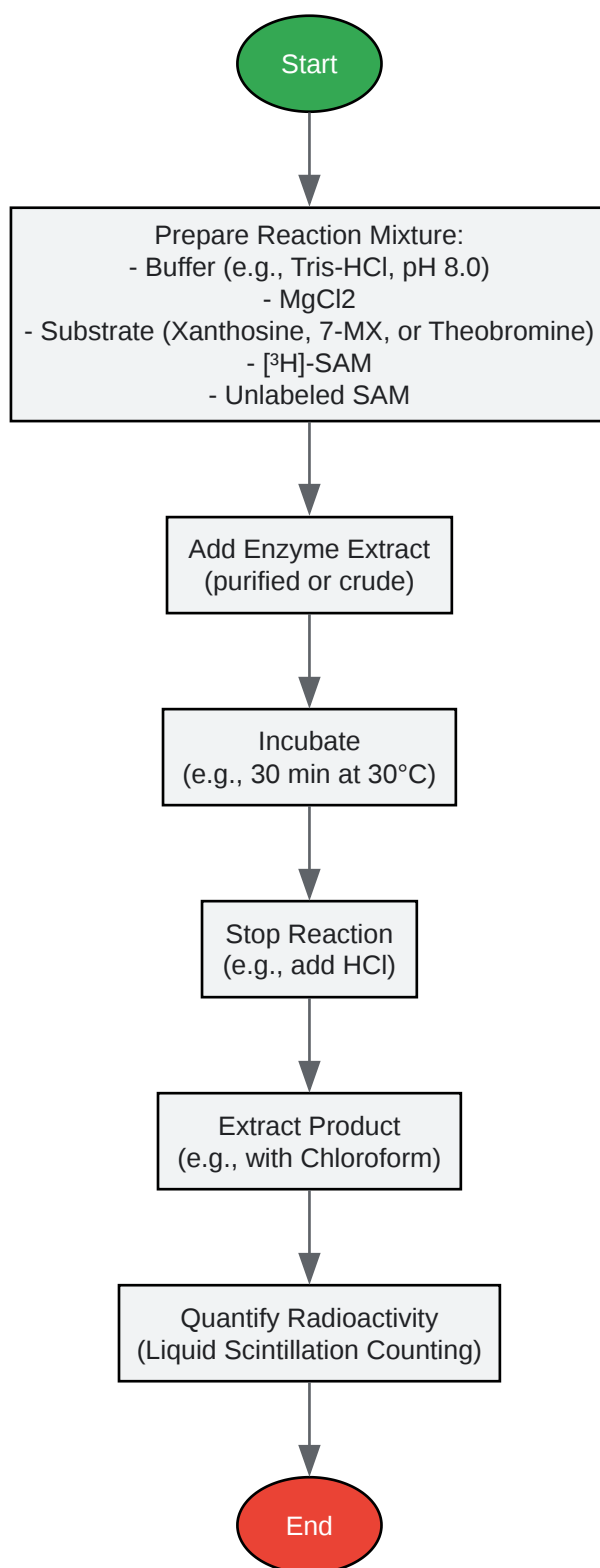 Start
Prepare Reaction Mixture:
- Buffer (e.g., Tris-HCl, pH 8.0)
- MgCl2
- Substrate (Xanthosine, 7-MX, or Theobromine)
- [³H]-SAM
- Unlabeled SAM
Add Enzyme Extract
(purified or crude)
Incubate
(e.g., 30 min at 30°C)
Stop Reaction
(e.g., add HCl)
Extract Product
(e.g., with Chloroform)
Quantify Radioactivity
(Liquid Scintillation Counting)
End